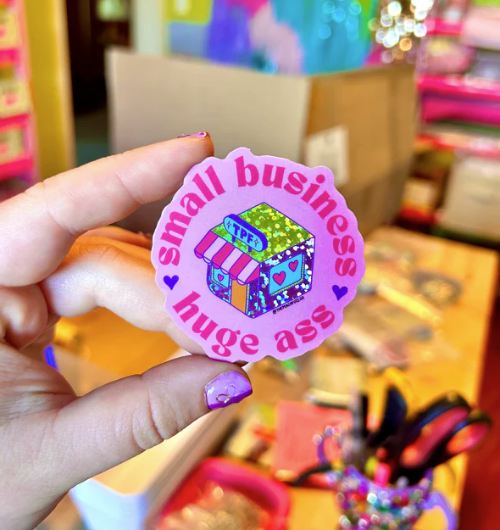 small business
TPF
huge ass